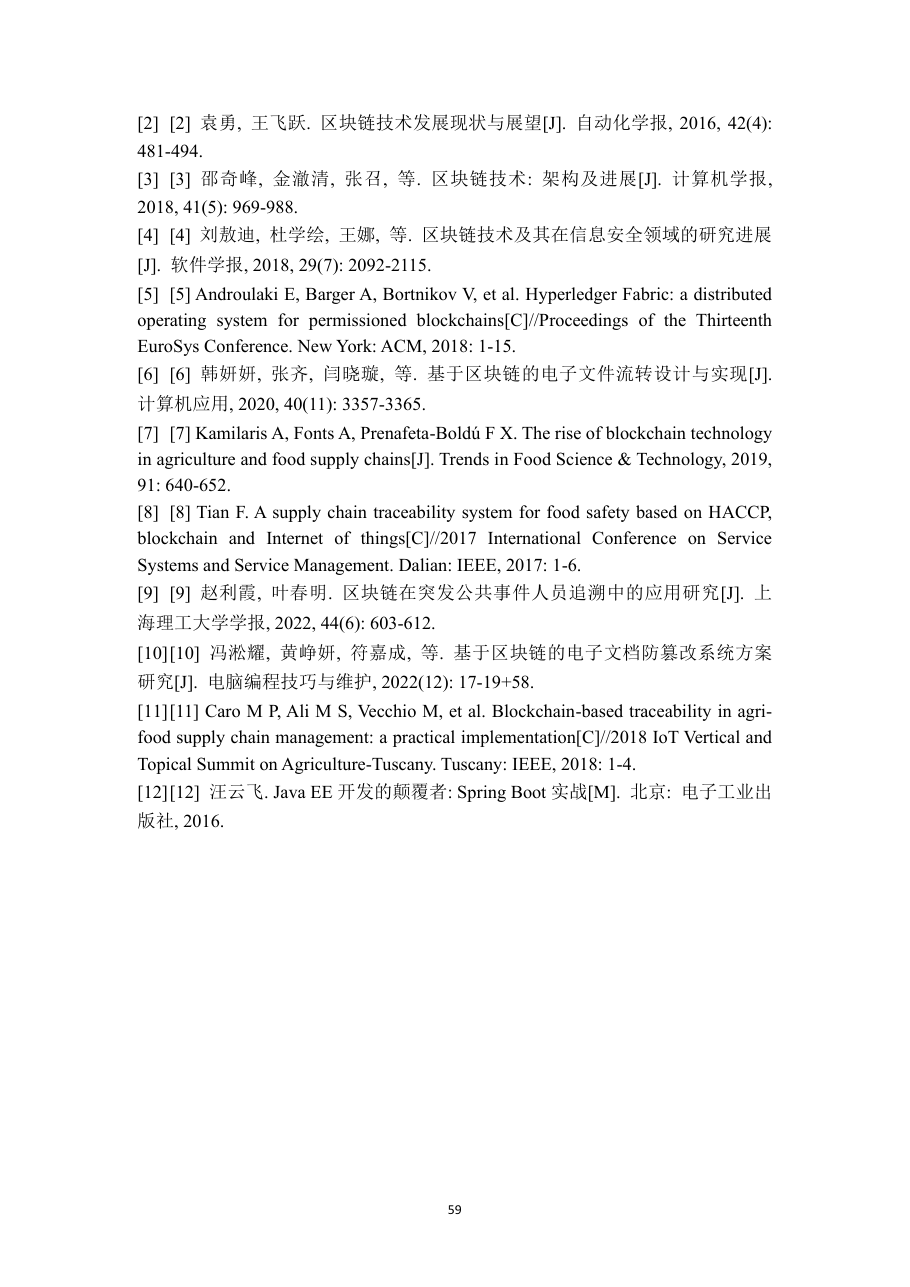 [2] [2] 袁勇, 王飞跃. 区块链技术发展现状与展望[J]. 自动化学报, 2016, 42(4):
481-494.
[3] [3] 邵奇峰, 金澈清, 张召, 等. 区块链技术: 架构及进展[J]. 计算机学报,
2018, 41(5): 969-988.
[4] [4] 刘敖迪, 杜学绘, 王娜, 等. 区块链技术及其在信息安全领域的研究进展
[J]. 软件学报, 2018, 29(7): 2092-2115.
[5] [5] Androulaki E, Barger A, Bortnikov V, et al. Hyperledger Fabric: a distributed
operating system for permissioned blockchains[C]//Proceedings of the Thirteenth
EuroSys Conference. New York: ACM, 2018: 1-15.
[6] [6] 韩妍妍, 张齐, 闫晓璇, 等. 基于区块链的电子文件流转设计与实现[J].
计算机应用, 2020, 40(11): 3357-3365.
[7] [7] Kamilaris A, Fonts A, Prenafeta-Boldú F X. The rise of blockchain technology
in agriculture and food supply chains[J]. Trends in Food Science & Technology, 2019,
91: 640-652.
[8] [8] Tian F. A supply chain traceability system for food safety based on HACCP,
blockchain and Internet of things[C]//2017 International Conference on Service
Systems and Service Management. Dalian: IEEE, 2017: 1-6.
[9] [9] 赵利霞, 叶春明. 区块链在突发公共事件人员追溯中的应用研究[J]. 上
海理工大学学报, 2022, 44(6): 603-612.
[10][10] 冯淞耀, 黄峥妍, 符嘉成, 等. 基于区块链的电子文档防篡改系统方案
研究[J]. 电脑编程技巧与维护, 2022(12): 17-19+58.
[11][11] Caro M P, Ali M S, Vecchio M, et al. Blockchain-based traceability in agri-
food supply chain management: a practical implementation[C]//2018 IoT Vertical and
Topical Summit on Agriculture-Tuscany. Tuscany: IEEE, 2018: 1-4.
[12][12] 汪云飞. Java EE 开发的颠覆者: Spring Boot 实战[M]. 北京: 电子工业出
版社, 2016.
59